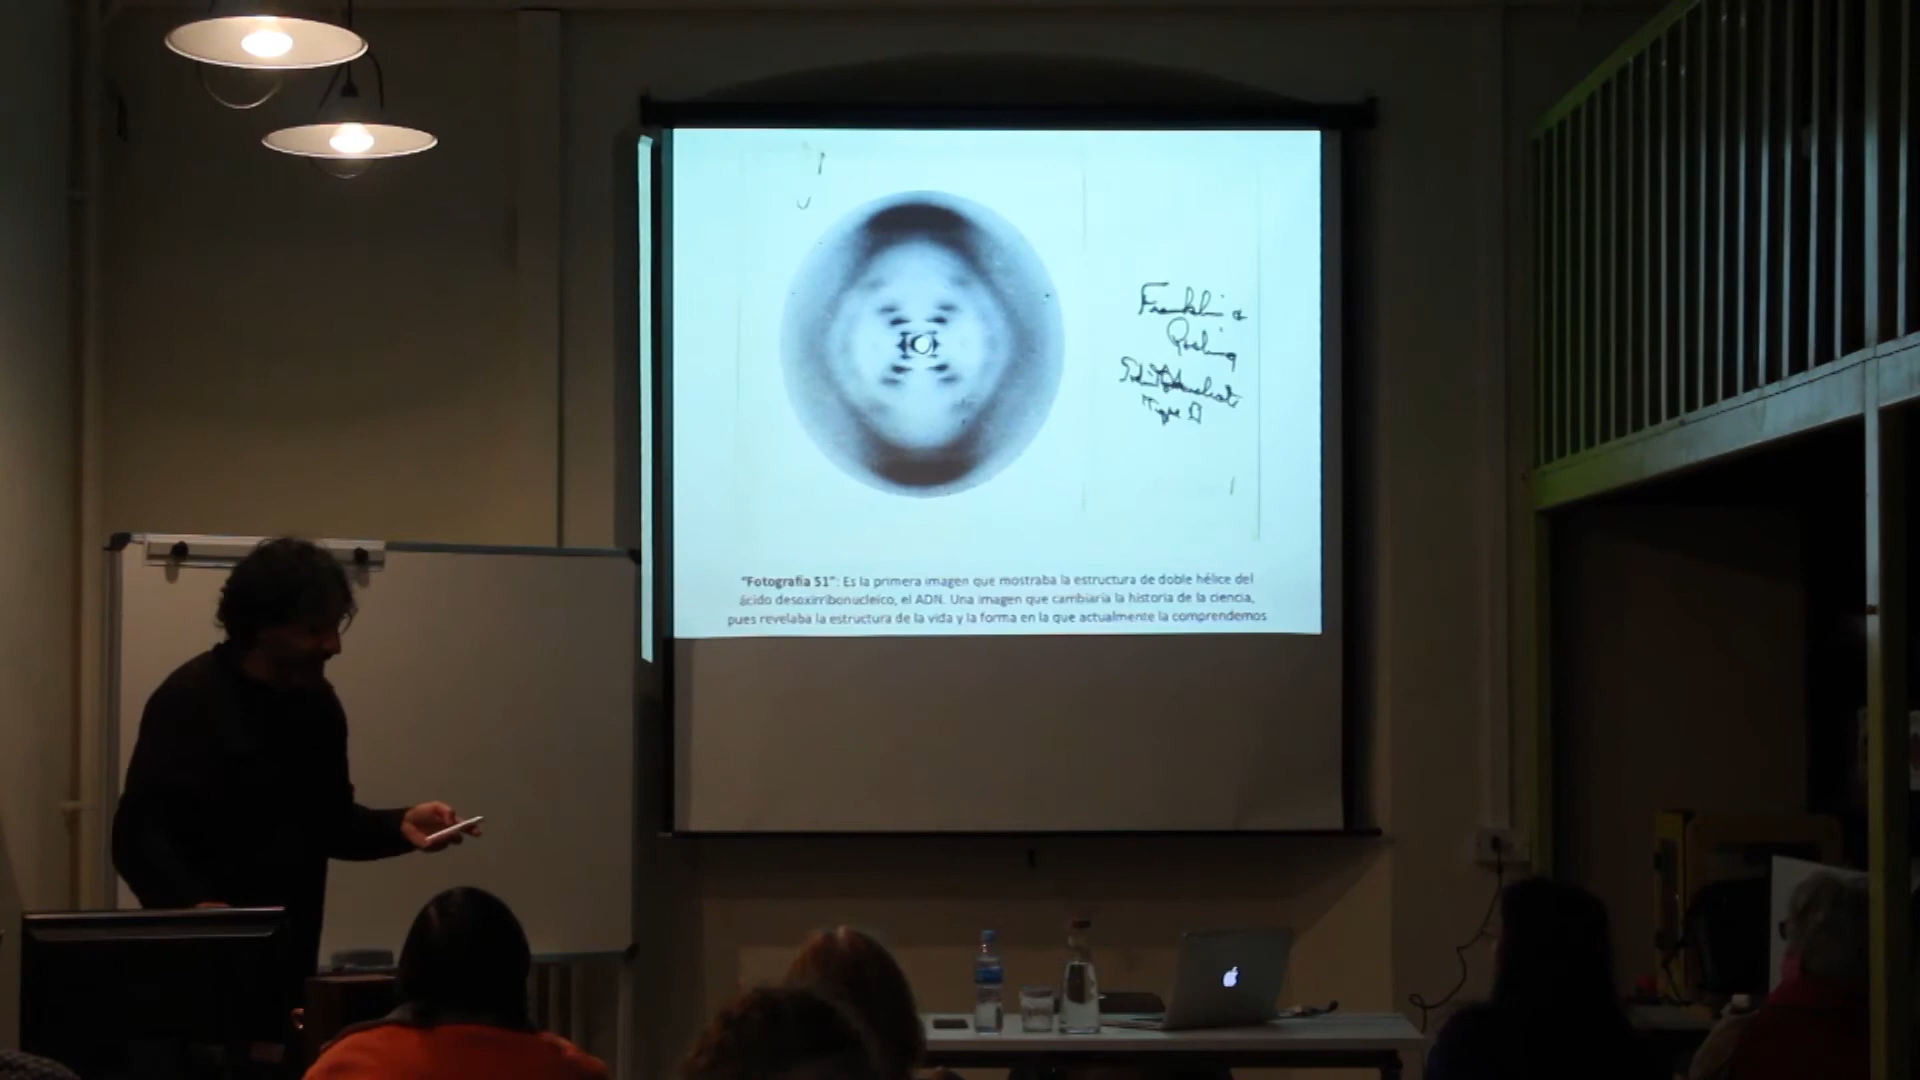 Franklin &
Gosling
Type B
"Fotografía 51": Es la primera imagen que mostraba la estructura de doble hélice del
ácido desoxirribonucleico, el ADN. Una imagen que cambiaría la historia de la ciencia,
pues revelaba la estructura de la vida y la forma en la que actualmente la comprendemos